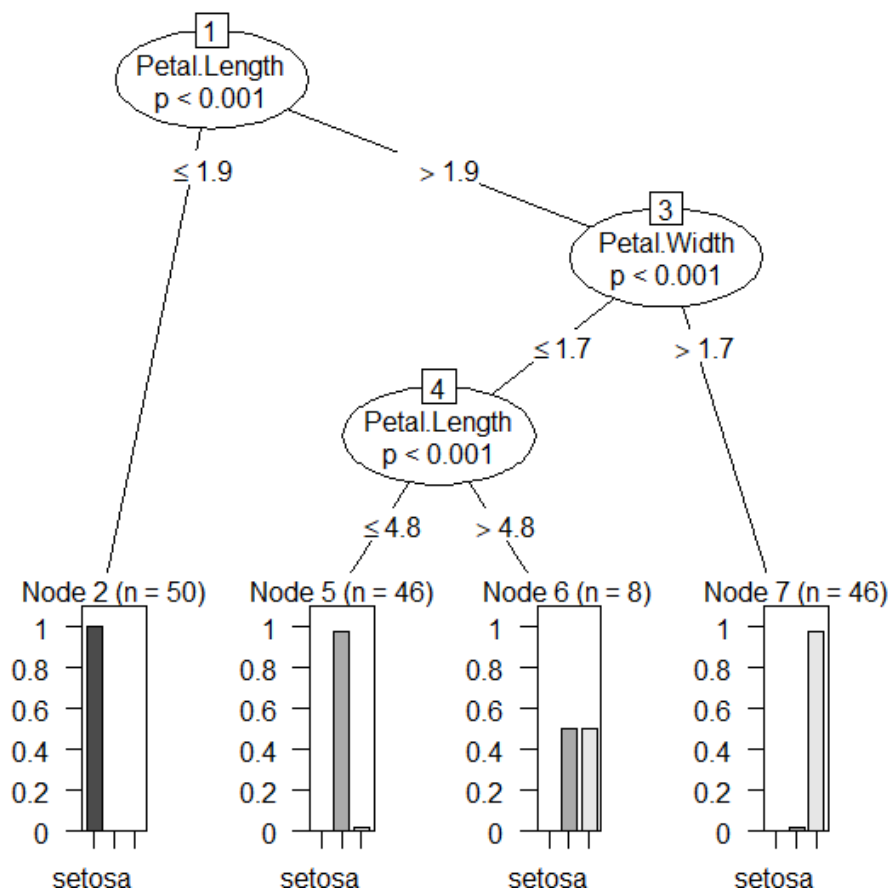 1
Petal.Length
p < 0.001
≤ 1.9
> 1.9
3
Petal.Width
p < 0.001
≤ 1.7
> 1.7
4
Petal.Length
p < 0.001
≤ 4.8
> 4.8
Node 2 (n = 50)
1
0.8
0.6
0.4
0.2
0
setosa
Node 5 (n = 46)
1
0.8
0.6
0.4
0.2
0
setosa
Node 6 (n = 8)
1
0.8
0.6
0.4
0.2
0
setosa
Node 7 (n = 46)
1
0.8
0.6
0.4
0.2
0
setosa